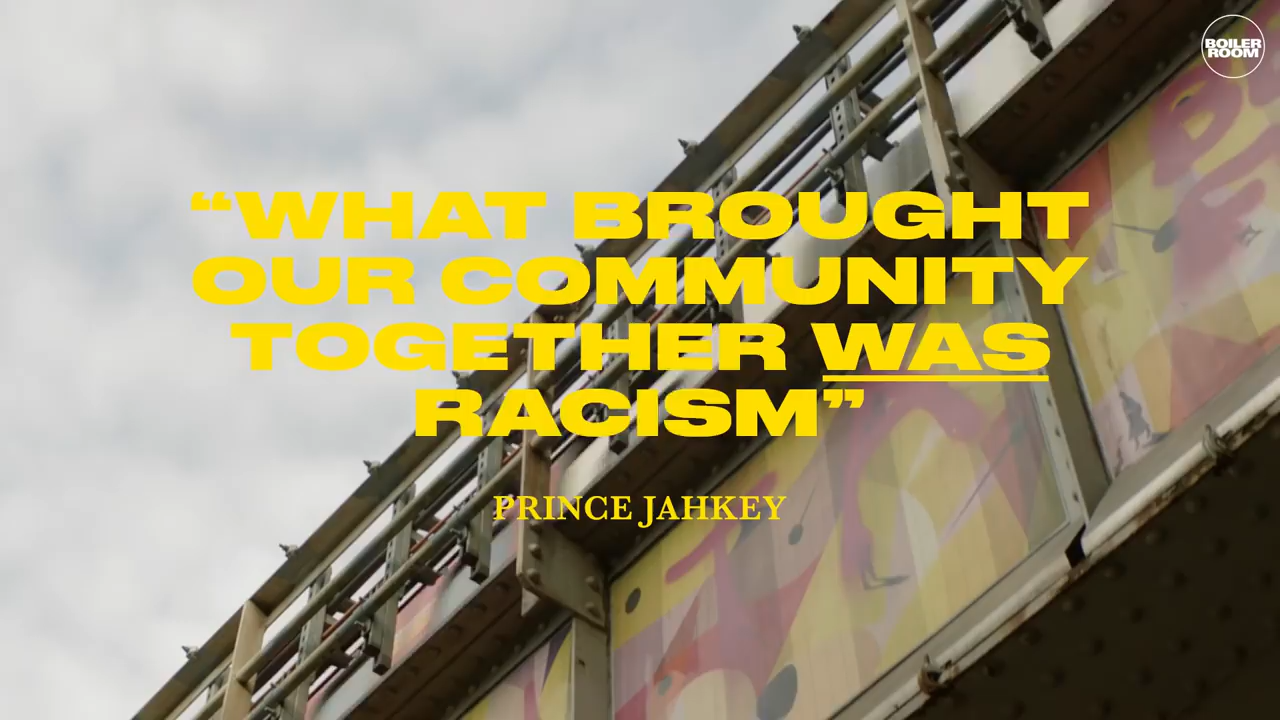 BOILER
ROOM
“WHAT BROUGHT
OUR COMMUNITY
TOGETHER WAS
RACISM”
PRINCE JAHKEY